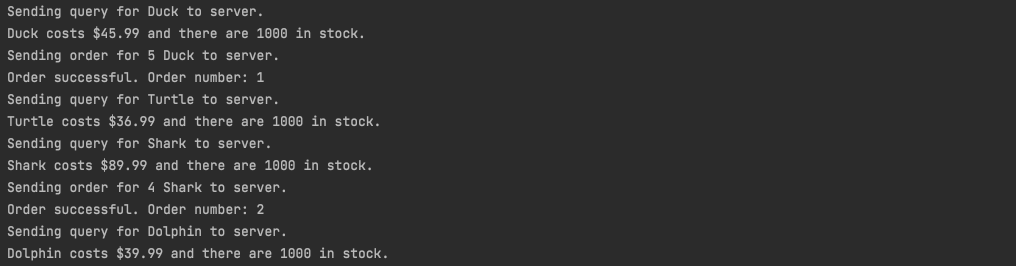 Sending query for Duck to server.
Duck costs $45.99 and there are 1000 in stock.
Sending order for 5 Duck to server.
Order successful. Order number: 1
Sending query for Turtle to server.
Turtle costs $36.99 and there are 1000 in stock.
Sending query for Shark to server.
Shark costs $89.99 and there are 1000 in stock.
Sending order for 4 Shark to server.
Order successful. Order number: 2
Sending query for Dolphin to server.
Dolphin costs $39.99 and there are 1000 in stock.